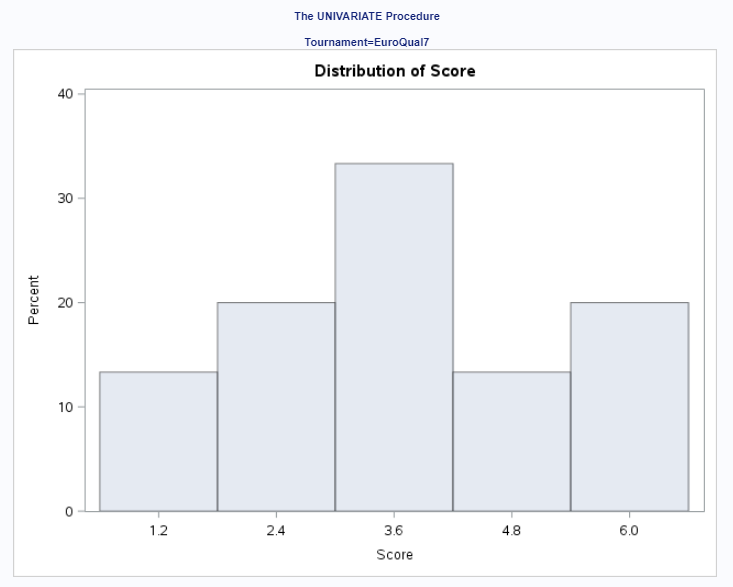 The UNIVARIATE Procedure
Tournament=EuroQual7
Distribution of Score
40
30
20
10
0
Percent
1.2 2.4 3.6 4.8 6.0
Score